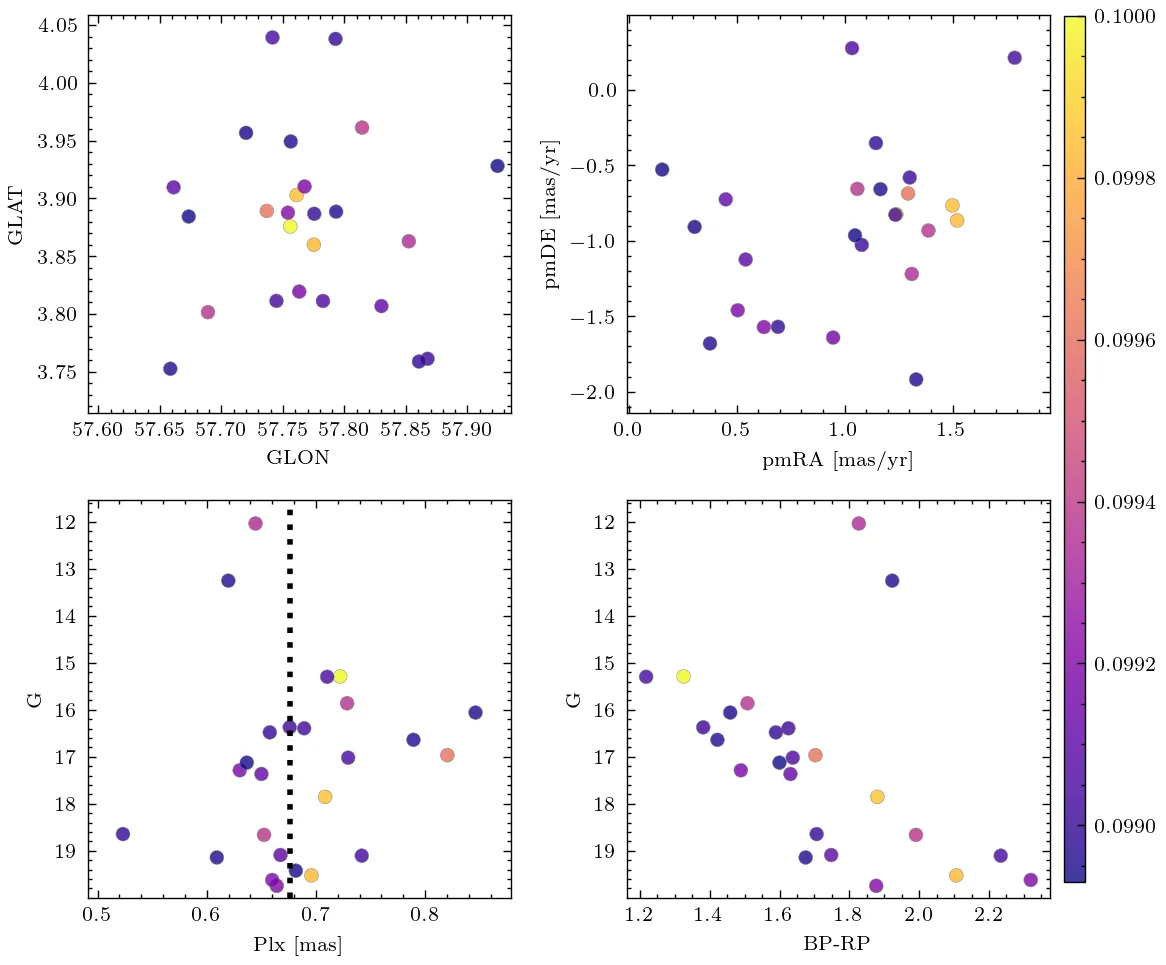 4.05
4.00
3.95
3.90
3.85
3.80
3.75
GLAT
57.60 57.65 57.70 57.75 57.80 57.85 57.90
GLON
0.0
−0.5
−1.0
−1.5
−2.0
pmDE [mas/yr]
0.0 0.5 1.0 1.5
pmRA [mas/yr]
0.1000
0.0998
0.0996
0.0994
0.0992
0.0990
12
13
14
15
16
17
18
19
G
0.5 0.6 0.7 0.8
Plx [mas]
12
13
14
15
16
17
18
19
G
1.2 1.4 1.6 1.8 2.0 2.2
BP-RP